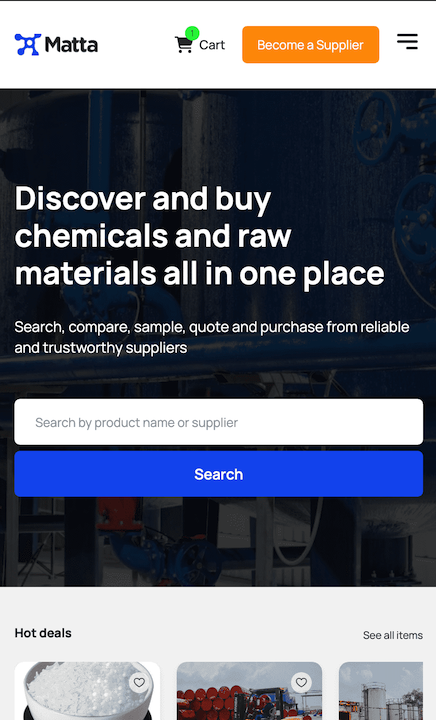 Matta
1
Cart
Become a Supplier
Discover and buy
chemicals and raw
materials all in one place
Search, compare, sample, quote and purchase from reliable
and trustworthy suppliers
Search by product name or supplier
Search
Hot deals
See all items